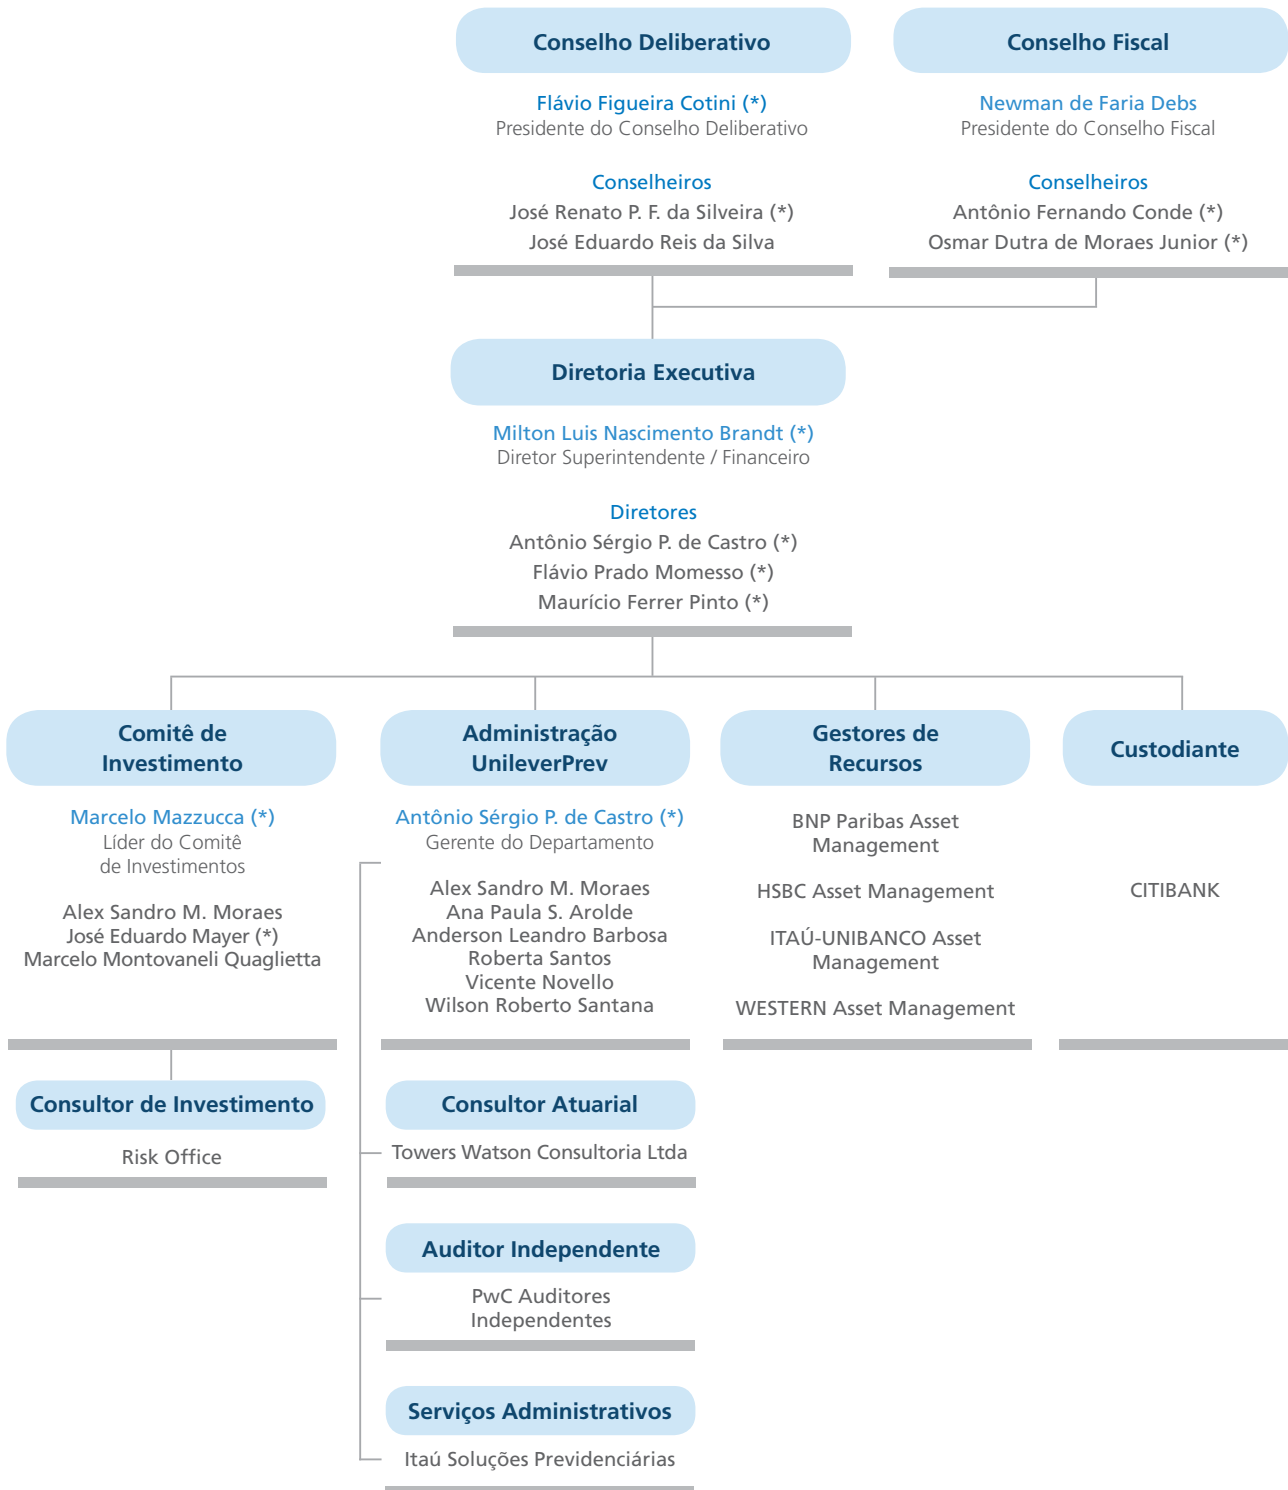 Conselho Deliberativo
Flávio Figueira Cotini (*)
Presidente do Conselho Deliberativo
Conselheiros
José Renato P. F. da Silveira (*)
José Eduardo Reis da Silva
Conselho Fiscal
Newman de Faria Debs
Presidente do Conselho Fiscal
Conselheiros
Antônio Fernando Conde (*)
Osmar Dutra de Moraes Junior (*)
Diretoria Executiva
Milton Luis Nascimento Brandt (*)
Diretor Superintendente / Financeiro
Diretores
Antônio Sérgio P. de Castro (*)
Flávio Prado Momesso (*)
Maurício Ferrer Pinto (*)
Comitê de
Investimento
Marcelo Mazzucca (*)
Líder do Comitê
de Investimentos
Alex Sandro M. Moraes
José Eduardo Mayer (*)
Marcelo Montovaneli Quaglietta
Consultor de Investimento
Risk Office
Administração
UnileverPrev
Antônio Sérgio P. de Castro (*)
Gerente do Departamento
Alex Sandro M. Moraes
Ana Paula S. Arolde
Anderson Leandro Barbosa
Roberta Santos
Vicente Novello
Wilson Roberto Santana
Consultor Atuarial
Towers Watson Consultoria Ltda
Auditor Independente
PwC Auditores
Independentes
Serviços Administrativos
Itaú Soluções Previdenciárias
Gestores de
Recursos
BNP Paribas Asset
Management
HSBC Asset Management
ITAÚ-UNIBANCO Asset
Management
WESTERN Asset Management
Custodiante
CITIBANK